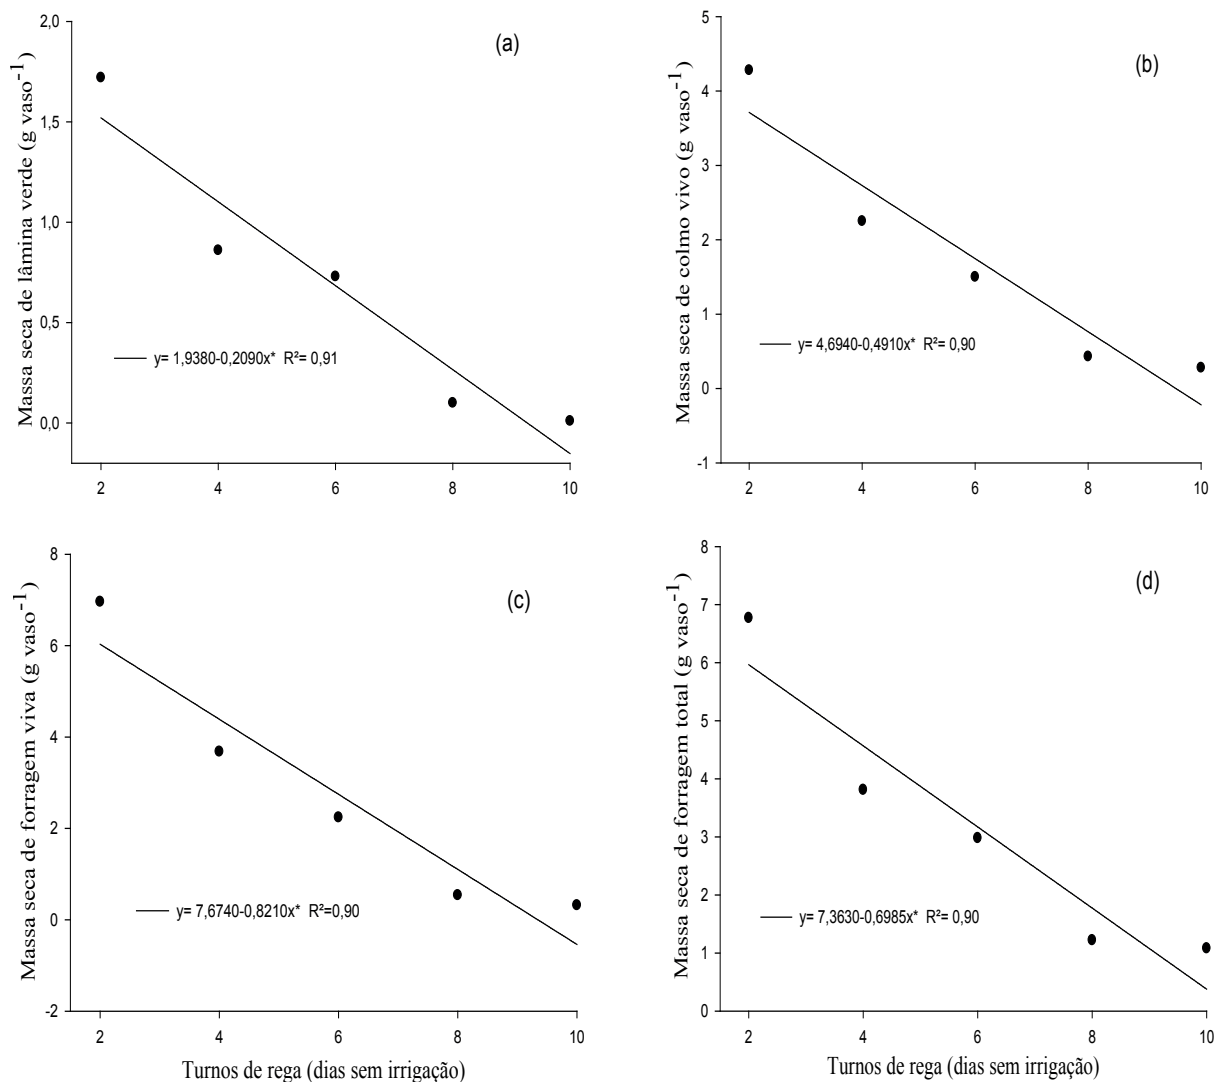 (a)
Massa seca de lâmina verde (g vaso-1)
2,0
1,5
1,0
0,5
0,0
y= 1,9380-0,2090x* R²= 0,91
2 4 6 8 10
(b)
Massa seca de colmo vivo (g vaso-1)
5
4
3
2
1
0
-1
y= 4,6940-0,4910x* R²= 0,90
2 4 6 8 10
(c)
Massa seca de forragem viva (g vaso-1)
8
6
4
2
0
-2
y= 7,6740-0,8210x* R²=0,90
2 4 6 8 10
Turnos de rega (dias sem irrigação)
(d)
Massa seca de forragem total (g vaso-1)
8
7
6
5
4
3
2
1
0
y= 7,3630-0,6985x* R²= 0,90
2 4 6 8 10
Turnos de rega (dias sem irrigação)